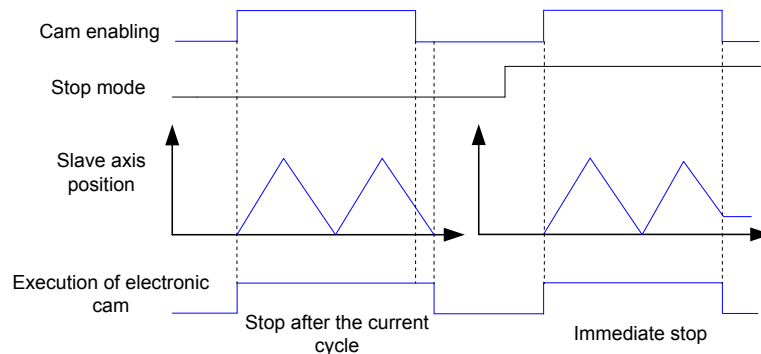 Cam enabling
Stop mode
Slave axis
position
Execution of electronic
cam
Stop after the current
cycle
Immediate stop